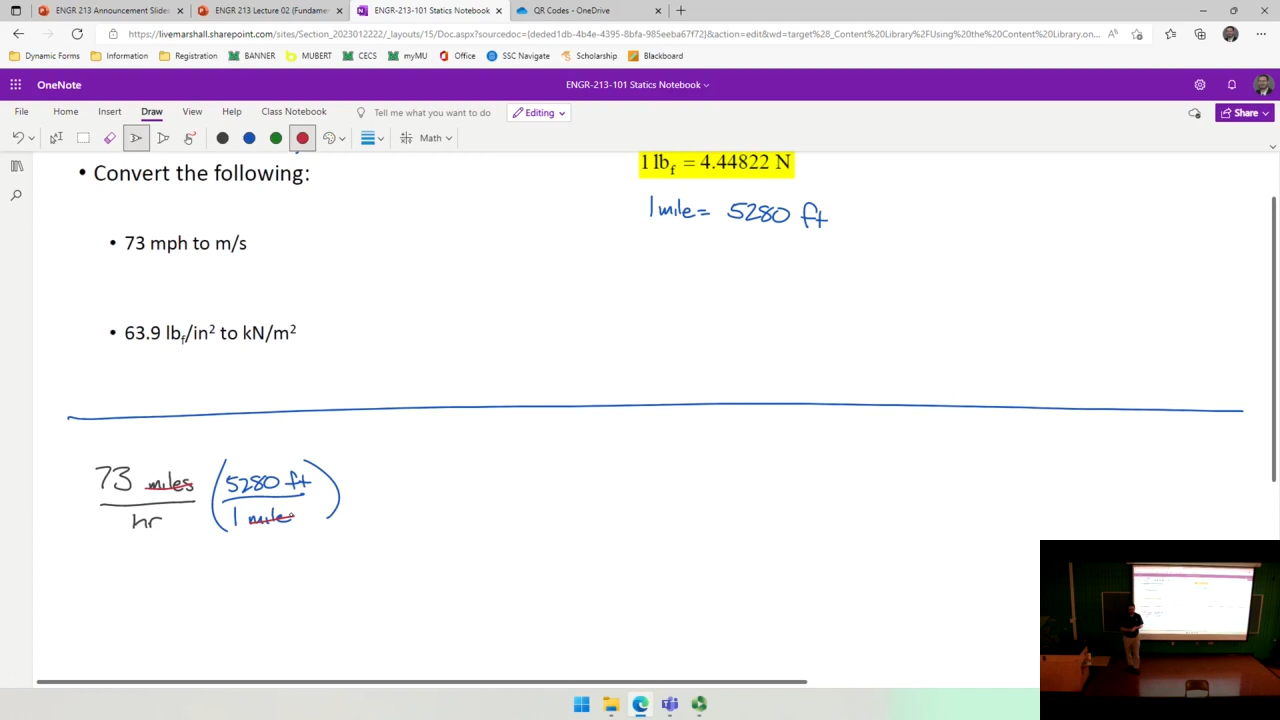 ENGR 213 Announcement Slides
ENGR 213 Lecture 02 (Fundame
ENGR-213-101 Statics Notebook
QR Codes - OneDrive
https://livemarshall.sharepoint.com/sites/Section_2023012222/_layouts/15/Doc.aspx?sourcedoc={deded1db-4b4e-4395-8bfa-985eeba67f72}&action=edit&wd=target%28_Content%20Library%2FUsing%20the%20Content%20Library.on...
Dynamic Forms
Information
Registration
BANNER
MUBERT
CECS
myMU
Office
SSC Navigate
Scholarship
Blackboard
OneNote
ENGR-213-101 Statics Notebook
File Home Insert Draw View Help Class Notebook
Tell me what you want to do
Editing
Share
Math
1 lbf = 4.44822 N
• Convert the following:
1 mile = 5280 ft
• 73 mph to m/s
• 63.9 lbf/in² to kN/m²
73 miles (5280 ft)
hr 1 mile